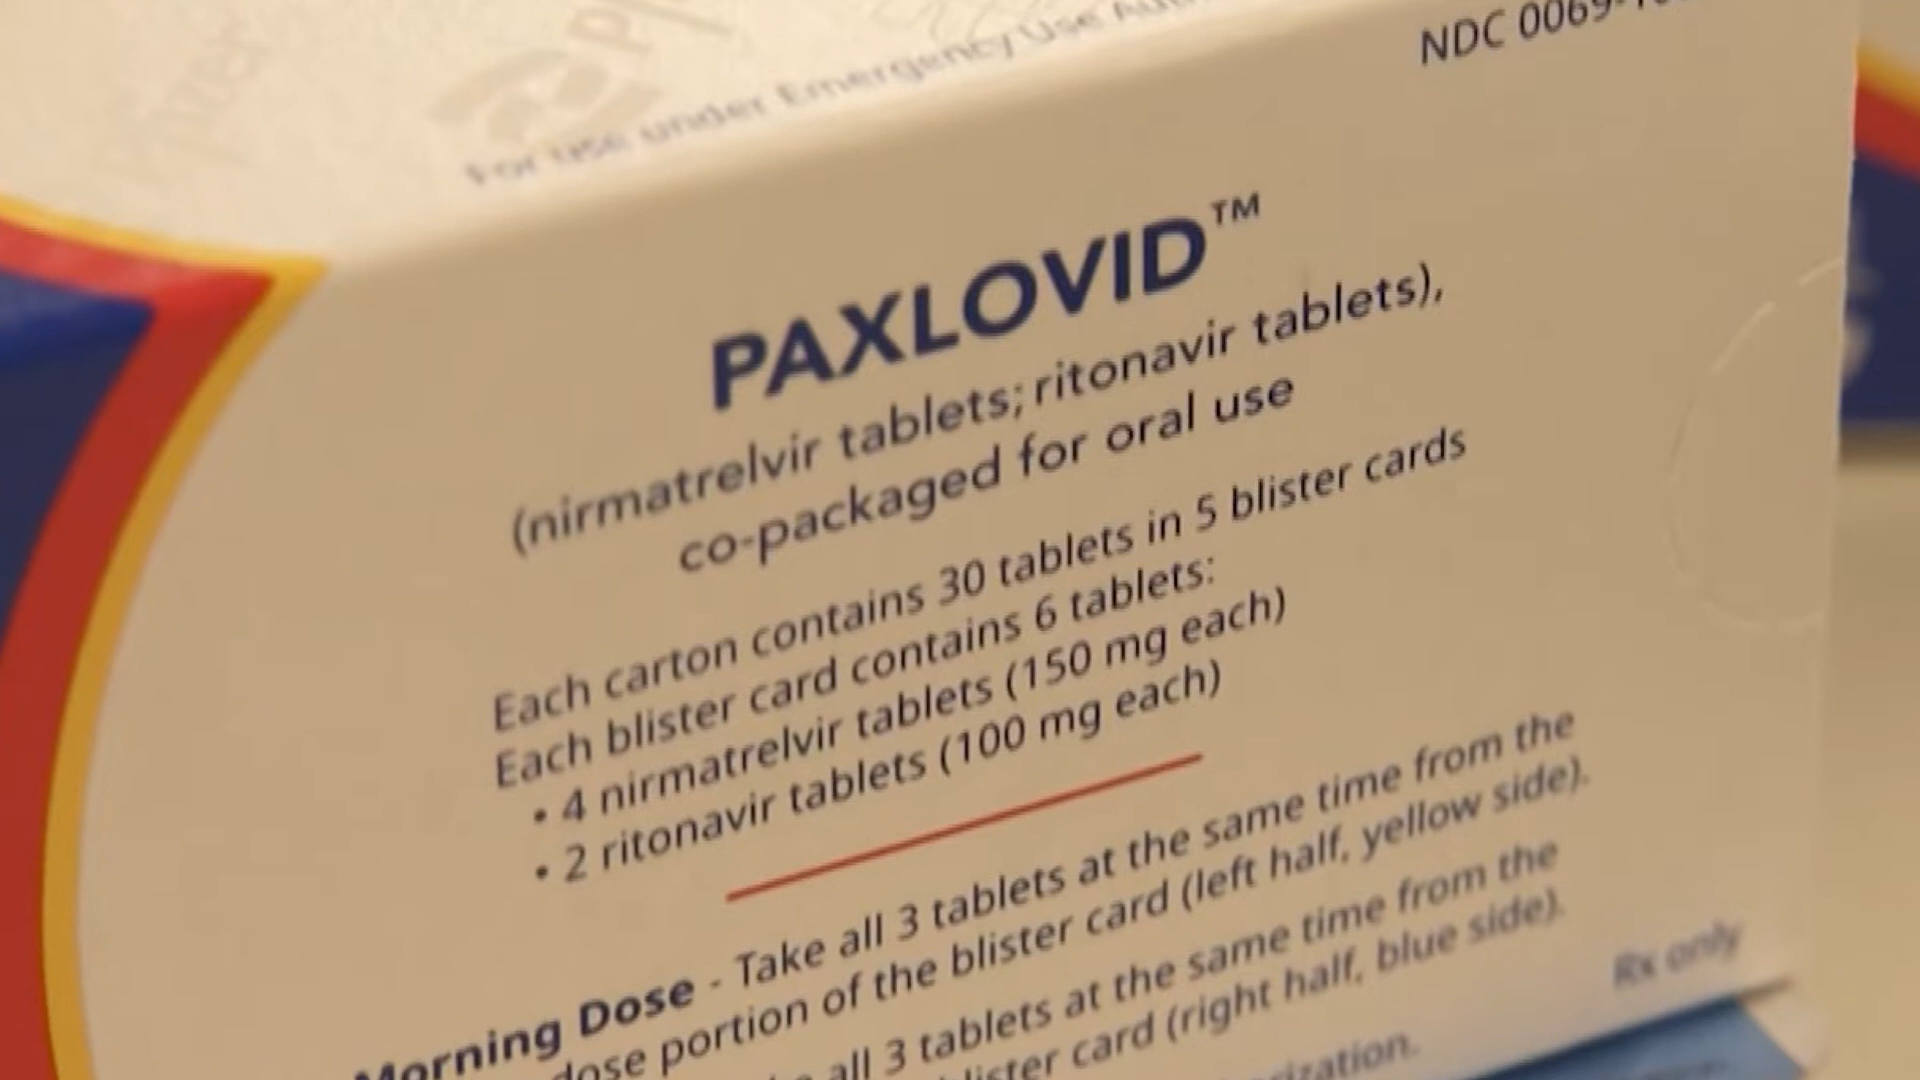 For use under Emergency Use
NDC 0069-
PAXLOVID™
(nirmatrelvir tablets; ritonavir tablets),
co-packaged for oral use
Each carton contains 30 tablets in 5 blister cards
Each blister card contains 6 tablets:
• 4 nirmatrelvir tablets (150 mg each)
• 2 ritonavir tablets (100 mg each)
Morning Dose - Take all 3 tablets at the same time from the
dose portion of the blister card (left half, yellow side).
all 3 tablets at the same time from the
card (right half, blue side).
Rx only